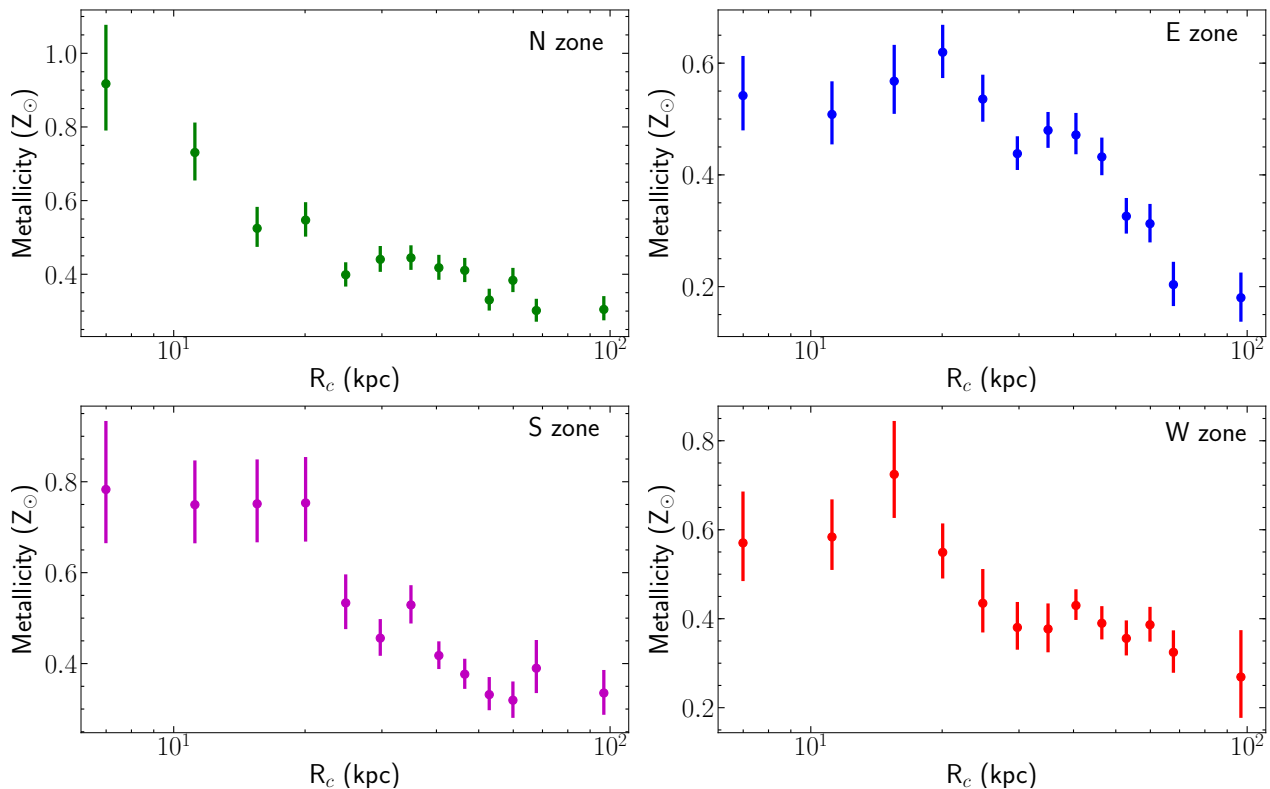 N zone
Metallicity (Z☉)
1.0
0.8
0.6
0.4
10¹ 10²
R_c (kpc)
E zone
Metallicity (Z☉)
0.6
0.4
0.2
10¹ 10²
R_c (kpc)
S zone
Metallicity (Z☉)
0.8
0.6
0.4
10¹ 10²
R_c (kpc)
W zone
Metallicity (Z☉)
0.8
0.6
0.4
0.2
10¹ 10²
R_c (kpc)